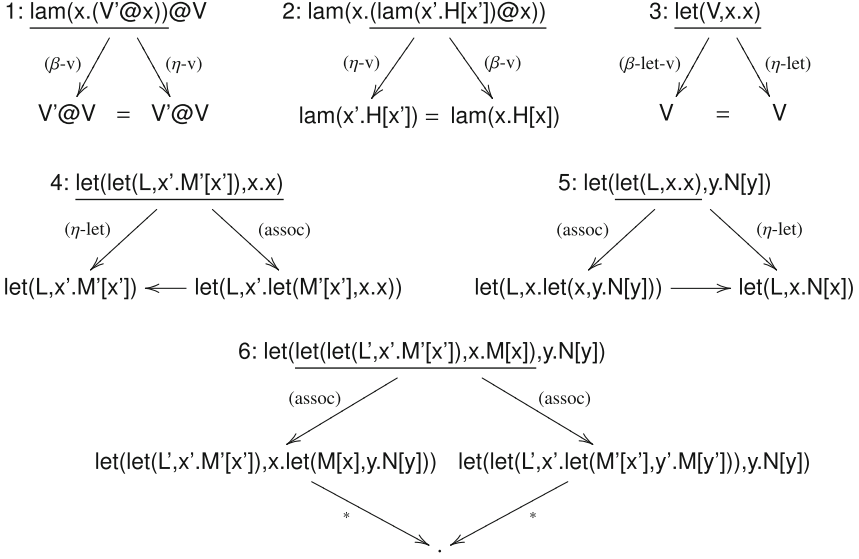 1: lam(x.(V'@x))@V 2: lam(x.(lam(x'.H[x'])@x)) 3: let(V,x.x)
(β-v) (η-v) (η-v) (β-v) (β-let-v) (η-let)
V'@V = V'@V lam(x'.H[x']) = lam(x.H[x]) V = V
4: let(let(L,x'.M'[x']),x.x) 5: let(let(L,x.x),y.N[y])
(η-let) (assoc) (assoc) (η-let)
let(L,x'.M'[x']) let(L,x'.let(M'[x'],x.x)) let(L,x.let(x,y.N[y])) let(L,x.N[x])
6: let(let(let(L',x'.M'[x']),x.M[x]),y.N[y])
(assoc) (assoc)
let(let(L',x'.M'[x']),x.let(M[x],y.N[y])) let(let(L',x'.let(M'[x'],y'.M[y'])),y.N[y])
* *
.